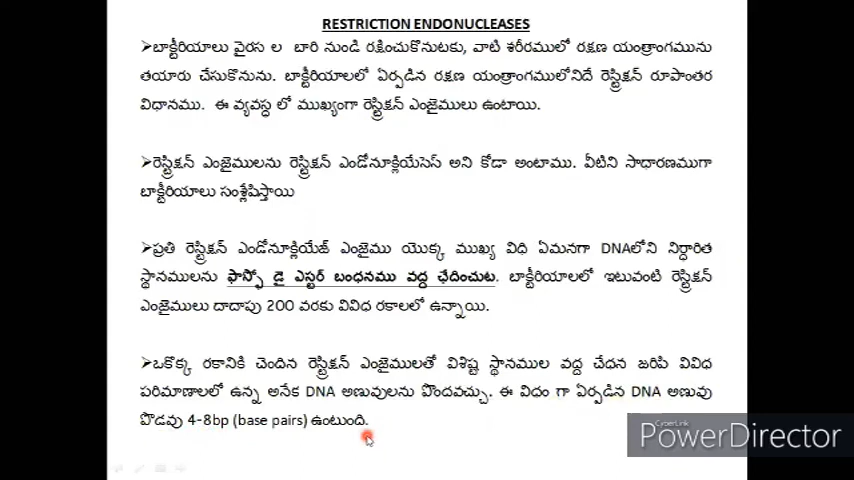 RESTRICTION ENDONUCLEASES
➢బాక్టీరియాలు వైరస ల బారి నుండి రక్షించుకొనుటకు, వాటి శరీరములో రక్షణ యంత్రాంగమును
తయారు చేసుకొనును. బాక్టీరియాలలో ఏర్పడిన రక్షణ యంత్రాంగములోనిదే రెస్ట్రిక్షన్ రూపాంతర
విధానము. ఈ వ్యవస్థ లో ముఖ్యంగా రెస్ట్రిక్షన్ ఎంజైములు ఉంటాయి.
➢రెస్ట్రిక్షన్ ఎంజైములను రెస్ట్రిక్షన్ ఎండోనూక్లియేసెస్ అని కోడా అంటాము. వీటిని సాధారణముగా
బాక్టీరియాలు సంశ్లేషిస్తాయి
➢ప్రతి రెస్ట్రిక్షన్ ఎండోనూక్లియేజ్ ఎంజైము యొక్క ముఖ్య విధి ఏమనగా DNAలోని నిర్ధారిత
స్థానములను ఫాస్ఫో డై ఎస్టర్ బంధనము వద్ద ఛేదించుట. బాక్టీరియాలలో ఇటువంటి రెస్ట్రిక్షన్
ఎంజైములు దాదాపు 200 వరకు వివిధ రకాలలో ఉన్నాయి.
➢ఒకొక్క రకానికి చెందిన రెస్ట్రిక్షన్ ఎంజైములతో విశిష్ట స్థానముల వద్ద చేధన జరిపి వివిధ
పరిమాణాలలో ఉన్న అనేక DNA అణువులను పొందవచ్చు. ఈ విదం గా ఏర్పడిన DNA అణువు
పొడవు 4-8bp (base pairs) ఉంటుంది.
CyberLink
PowerDirector